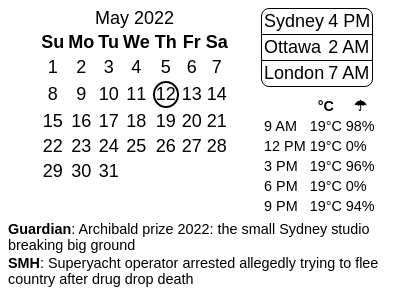 May 2022
Su Mo Tu We Th Fr Sa
1 2 3 4 5 6 7
8 9 10 11 12 13 14
15 16 17 18 19 20 21
22 23 24 25 26 27 28
29 30 31
Sydney 4 PM
Ottawa 2 AM
London 7 AM
°C ☂
9 AM 19°C 98%
12 PM 19°C 0%
3 PM 19°C 96%
6 PM 19°C 0%
9 PM 19°C 94%
Guardian: Archibald prize 2022: the small Sydney studio
breaking big ground
SMH: Superyacht operator arrested allegedly trying to flee
country after drug drop death